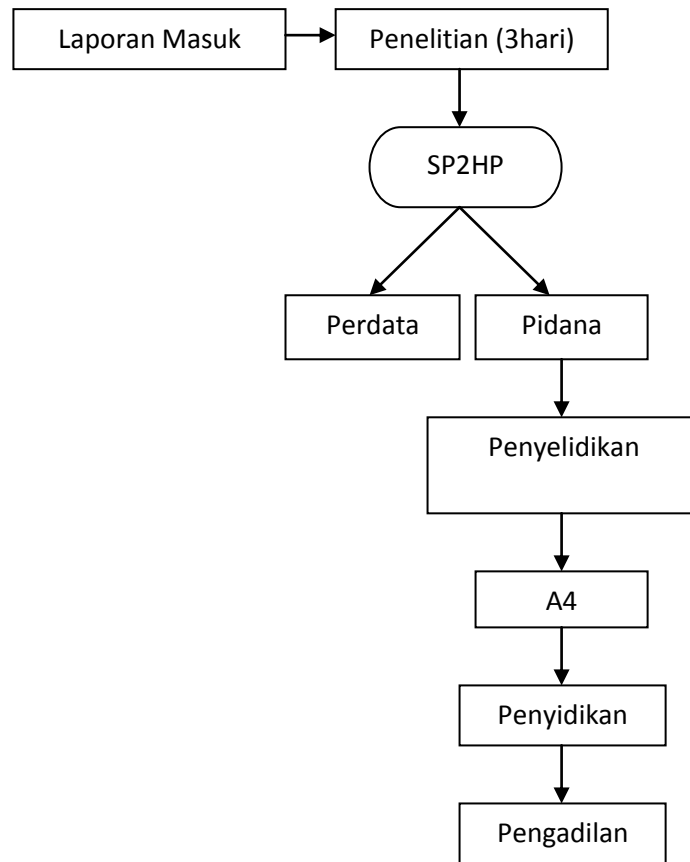 Laporan Masuk
Penelitian (3hari)
SP2HP
Perdata
Pidana
Penyelidikan
A4
Penyidikan
Pengadilan